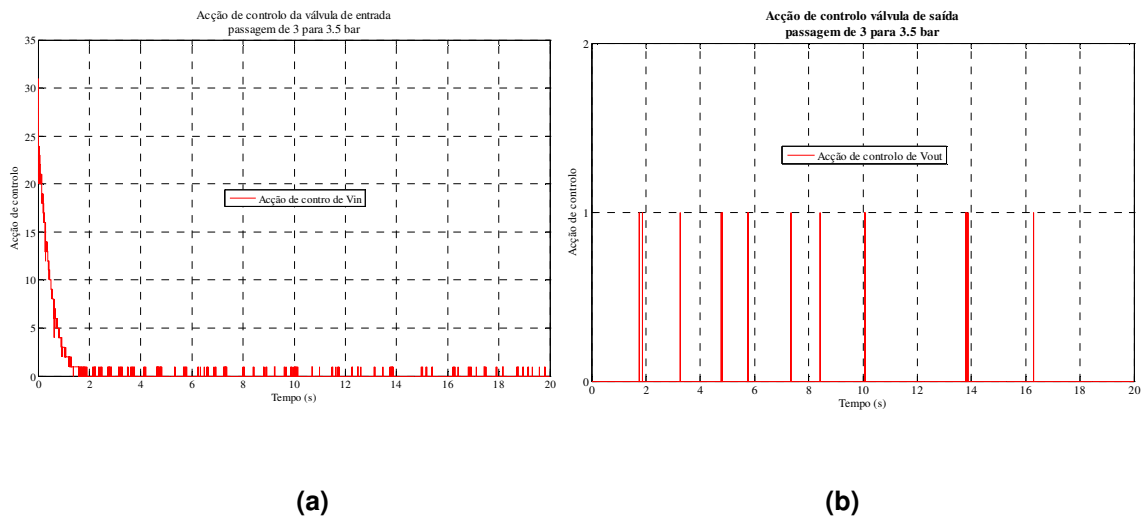 Acção de controlo da válvula de entrada
passagem de 3 para 3.5 bar
35
30
25
20
15
10
5
0
Acção de controlo
Acção de contro de Vin
0 2 4 6 8 10 12 14 16 18 20
Tempo (s)
(a)
Acção de controlo válvula de saída
passagem de 3 para 3.5 bar
2
1
0
Acção de controlo
Acção de controlo de Vout
0 2 4 6 8 10 12 14 16 18 20
Tempo (s)
(b)